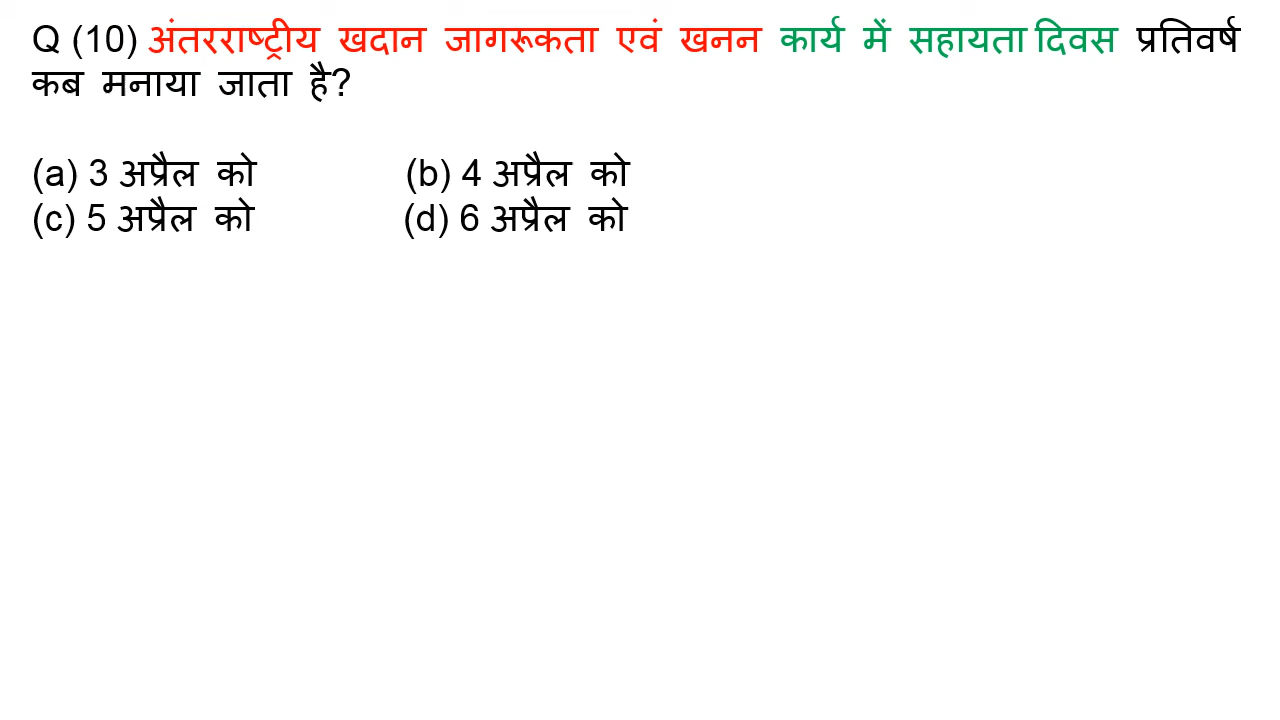 Q (10) अंतरराष्ट्रीय खदान जागरूकता एवं खनन कार्य में सहायता दिवस प्रतिवर्ष
कब मनाया जाता है?
(a) 3 अप्रैल को (b) 4 अप्रैल को
(c) 5 अप्रैल को (d) 6 अप्रैल को